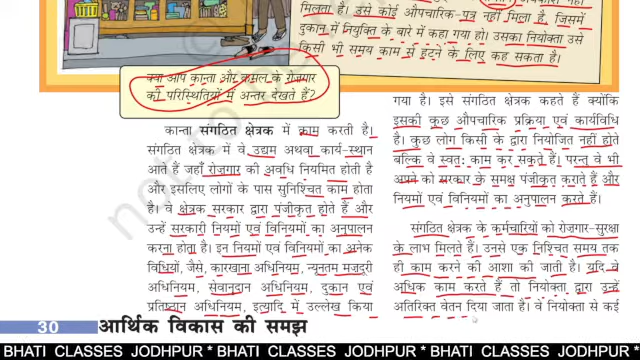 मिलता है। उसे कोई औपचारिक-पत्र नहीं मिला है, जिसमें
दुकान में नियुक्ति के बारे में कहा गया हो। उसका नियोक्ता उसे
किसी भी समय काम से हटने के लिए कह सकता है।
क्या आप कान्ता और कमल के रोज़गार
की परिस्थितियों में अन्तर देखते हैं?
कान्ता संगठित क्षेत्रक में काम करती है।
संगठित क्षेत्रक में वे उद्यम अथवा कार्य-स्थान
आते हैं जहाँ रोज़गार की अवधि नियमित होती है
और इसलिए लोगों के पास सुनिश्चित काम होता
है। वे क्षेत्रक सरकार द्वारा पंजीकृत होते हैं और
उन्हें सरकारी नियमों एवं विनियमों का अनुपालन
करना होता है। इन नियमों एवं विनियमों का अनेक
विधियों, जैसे, कारखाना अधिनियम, न्यूनतम मज़दूरी
अधिनियम, सेवानुदान अधिनियम, दुकान एवं
प्रतिष्ठान अधिनियम, इत्यादि में उल्लेख किया
गया है। इसे संगठित क्षेत्रक कहते हैं क्योंकि
इसकी कुछ औपचारिक प्रक्रिया एवं कार्यविधि
है। कुछ लोग किसी के द्वारा नियोजित नहीं होते
बल्कि वे स्वतः काम कर सकते हैं। परन्तु वे भी
अपने को सरकार के समक्ष पंजीकृत कराते हैं और
नियमों एवं विनियमों का अनुपालन करते हैं।
संगठित क्षेत्रक के कर्मचारियों को रोज़गार-सुरक्षा
के लाभ मिलते हैं। उनसे एक निश्चित समय तक
ही काम करने की आशा की जाती है। यदि वे
अधिक काम करते हैं तो नियोक्ता द्वारा उन्हें
अतिरिक्त वेतन दिया जाता है। वे नियोक्ता से कई
30 आर्थिक विकास की समझ
BHATI CLASSES JODHPUR * BHATI CLASSES JODHPUR * BHATI CLASSES JODHPUR *